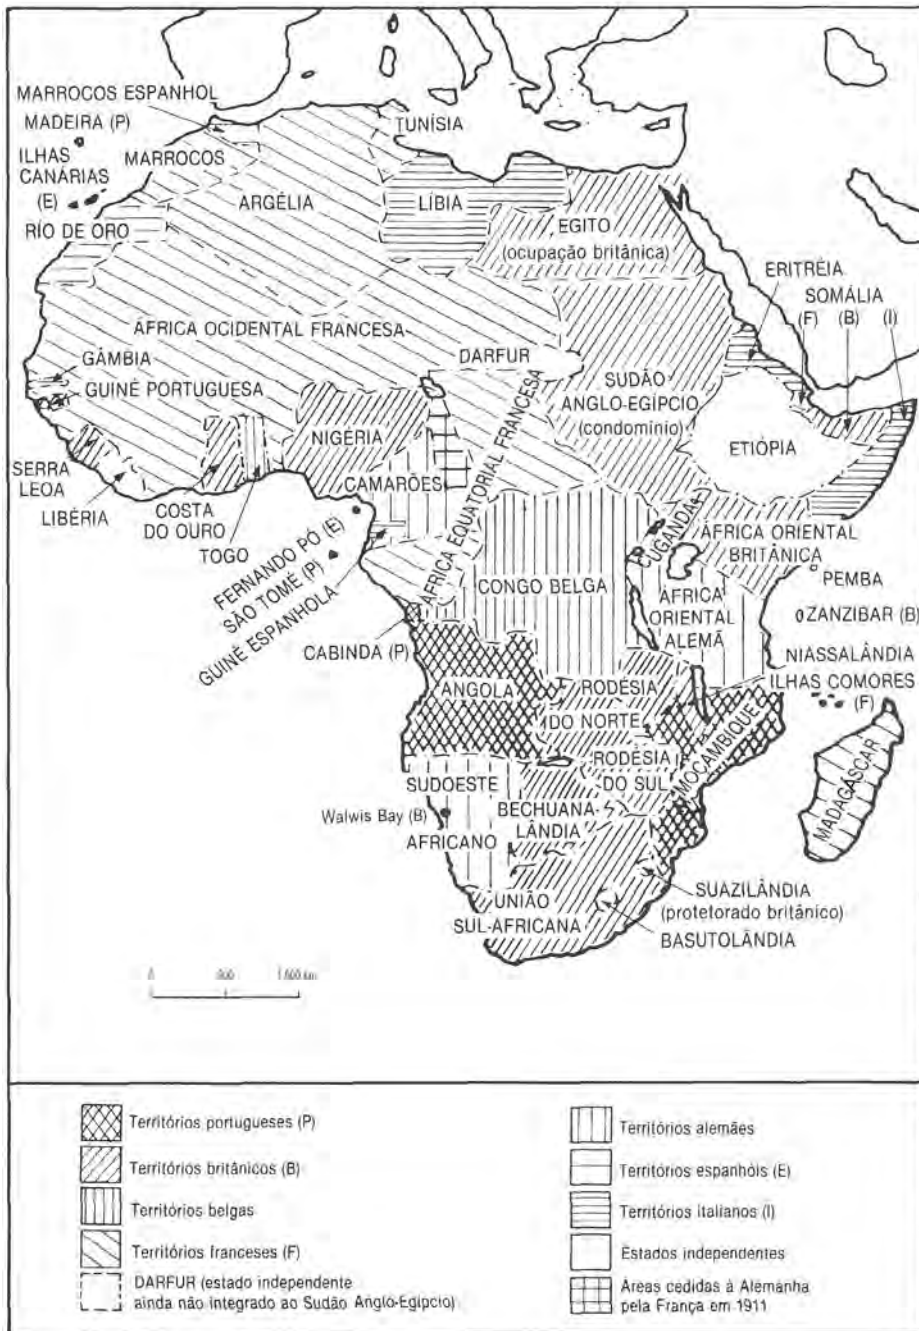 MARROCOS ESPANHOL
MADEIRA (P)
ILHAS
CANÁRIAS
(E)
MARROCOS
TUNÍSIA
ARGÉLIA
LÍBIA
EGITO
(ocupação britânica)
RÍO DE ORO
ERITRÉIA
SOMÁLIA
(F) (B) (I)
ÁFRICA OCIDENTAL FRANCESA
DARFUR
GÂMBIA
GUINÉ PORTUGUESA
SUDÃO
ANGLO-EGÍPCIO
(condomínio)
NIGÉRIA
ETIÓPIA
SERRA
LEOA
LIBÉRIA
COSTA
DO OURO
TOGO
CAMARÕES
ÁFRICA EQUATORIAL FRANCESA
UGANDA
ÁFRICA ORIENTAL
BRITÂNICA
FERNANDO PÓ (E)
SÃO TOMÉ (P)
GUINÉ ESPANHOLA
CONGO BELGA
ÁFRICA
ORIENTAL
ALEMÃ
PEMBA
ZANZIBAR (B)
CABINDA (P)
NIASSALÂNDIA
ILHAS COMORES
(F)
ANGOLA
RODÉSIA
DO NORTE
MOÇAMBIQUE
RODÉSIA
DO SUL
MADAGASCAR
SUDOESTE
AFRICANO
Walwis Bay (B)
BECHUANA-
LÂNDIA
UNIÃO
SUL-AFRICANA
SUAZILÂNDIA
(protetorado britânico)
BASUTOLÂNDIA
0
Territórios portugueses (P)
Territórios britânicos (B)
Territórios belgas
Territórios franceses (F)
DARFUR (estado independente
ainda não integrado ao Sudão Anglo-Egípcio)
Territórios alemães
Territórios espanhóis (E)
Territórios italianos (I)
Estados independentes
Áreas cedidas à Alemanha
pela França em 1911